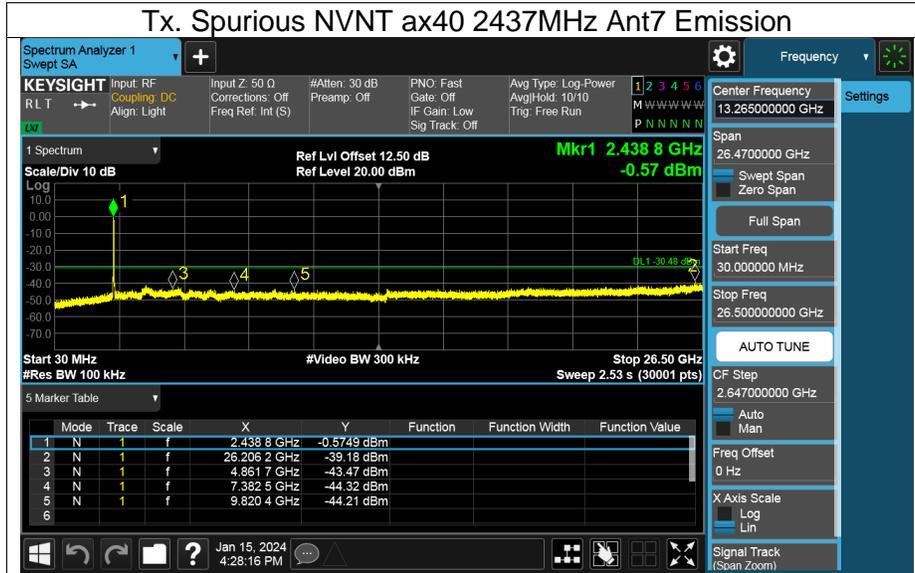 Tx. Spurious NVNT ax40 2437MHz Ant7 Emission
Spectrum Analyzer 1
Swept SA
+
Frequency
KEYSIGHT
RLT
LXI
Input: RF
Coupling: DC
Align: Light
Input Z: 50 Ω
Corrections: Off
Freq Ref: Int (S)
#Atten: 30 dB
Preamp: Off
PNO: Fast
Gate: Off
IF Gain: Low
Sig Track: Off
Avg Type: Log-Power
Avg|Hold: 10/10
Trig: Free Run
1 2 3 4 5 6
M W W W W W
P N N N N N
1 Spectrum
Scale/Div 10 dB
Ref Lvl Offset 12.50 dB
Ref Level 20.00 dBm
Mkr1 2.438 8 GHz
-0.57 dBm
Log
10.0
0.00
-10.0
-20.0
-30.0
-40.0
-50.0
-60.0
-70.0
1
3
4
5
2
DL1 -30.48 dBm
Start 30 MHz
#Video BW 300 kHz
Stop 26.50 GHz
#Res BW 100 kHz
Sweep 2.53 s (30001 pts)
5 Marker Table
Mode Trace Scale X Y Function Function Width Function Value
1 N 1 f 2.438 8 GHz -0.5749 dBm
2 N 1 f 26.206 2 GHz -39.18 dBm
3 N 1 f 4.861 7 GHz -43.47 dBm
4 N 1 f 7.382 5 GHz -44.32 dBm
5 N 1 f 9.820 4 GHz -44.21 dBm
6
?
Jan 15, 2024
4:28:16 PM
Center Frequency
13.265000000 GHz
Settings
Span
26.4700000 GHz
Swept Span
Zero Span
Full Span
Start Freq
30.000000 MHz
Stop Freq
26.500000000 GHz
AUTO TUNE
CF Step
2.647000000 GHz
Auto
Man
Freq Offset
0 Hz
X Axis Scale
Log
Lin
Signal Track
(Span Zoom)